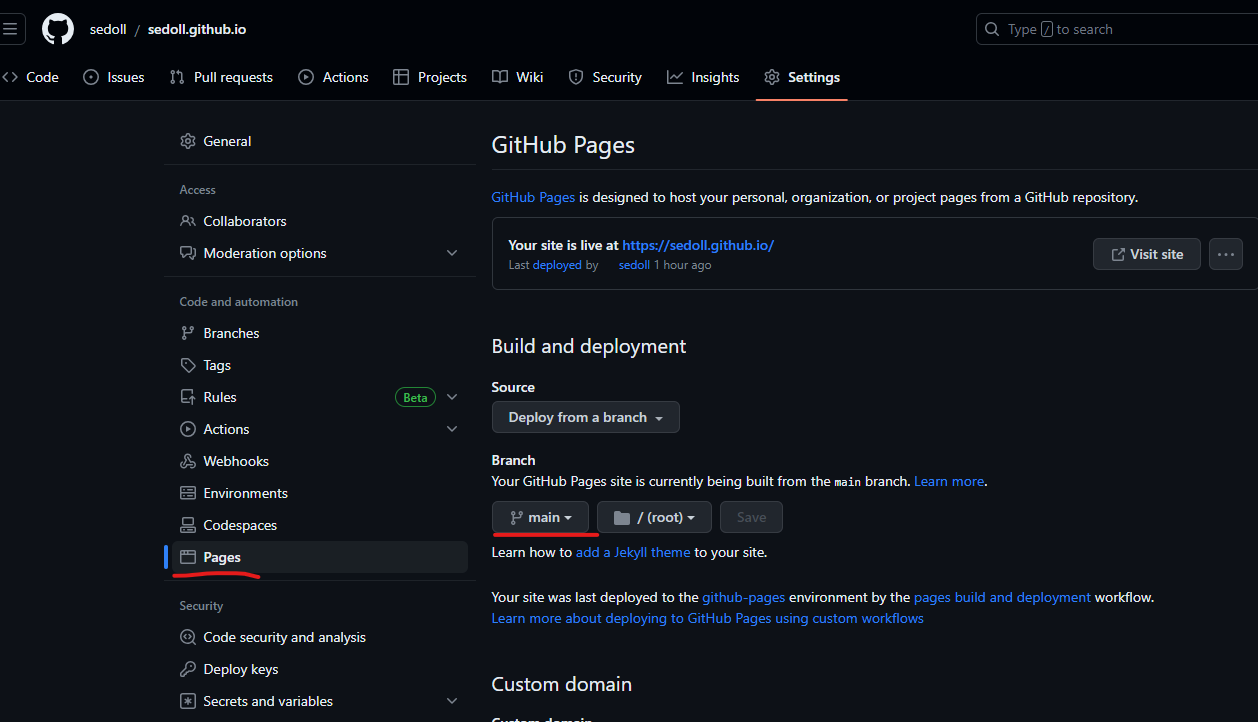 sedoll / sedoll.github.io
Type / to search
Code Issues Pull requests Actions Projects Wiki Security Insights Settings
General
Access
Collaborators
Moderation options
Code and automation
Branches
Tags
Rules Beta
Actions
Webhooks
Environments
Codespaces
Pages
Security
Code security and analysis
Deploy keys
Secrets and variables
GitHub Pages
GitHub Pages is designed to host your personal, organization, or project pages from a GitHub repository.
Your site is live at https://sedoll.github.io/
Last deployed by sedoll 1 hour ago
Visit site
Build and deployment
Source
Deploy from a branch
Branch
Your GitHub Pages site is currently being built from the main branch. Learn more.
main / (root) Save
Learn how to add a Jekyll theme to your site.
Your site was last deployed to the github-pages environment by the pages build and deployment workflow.
Learn more about deploying to GitHub Pages using custom workflows
Custom domain
Custom domain